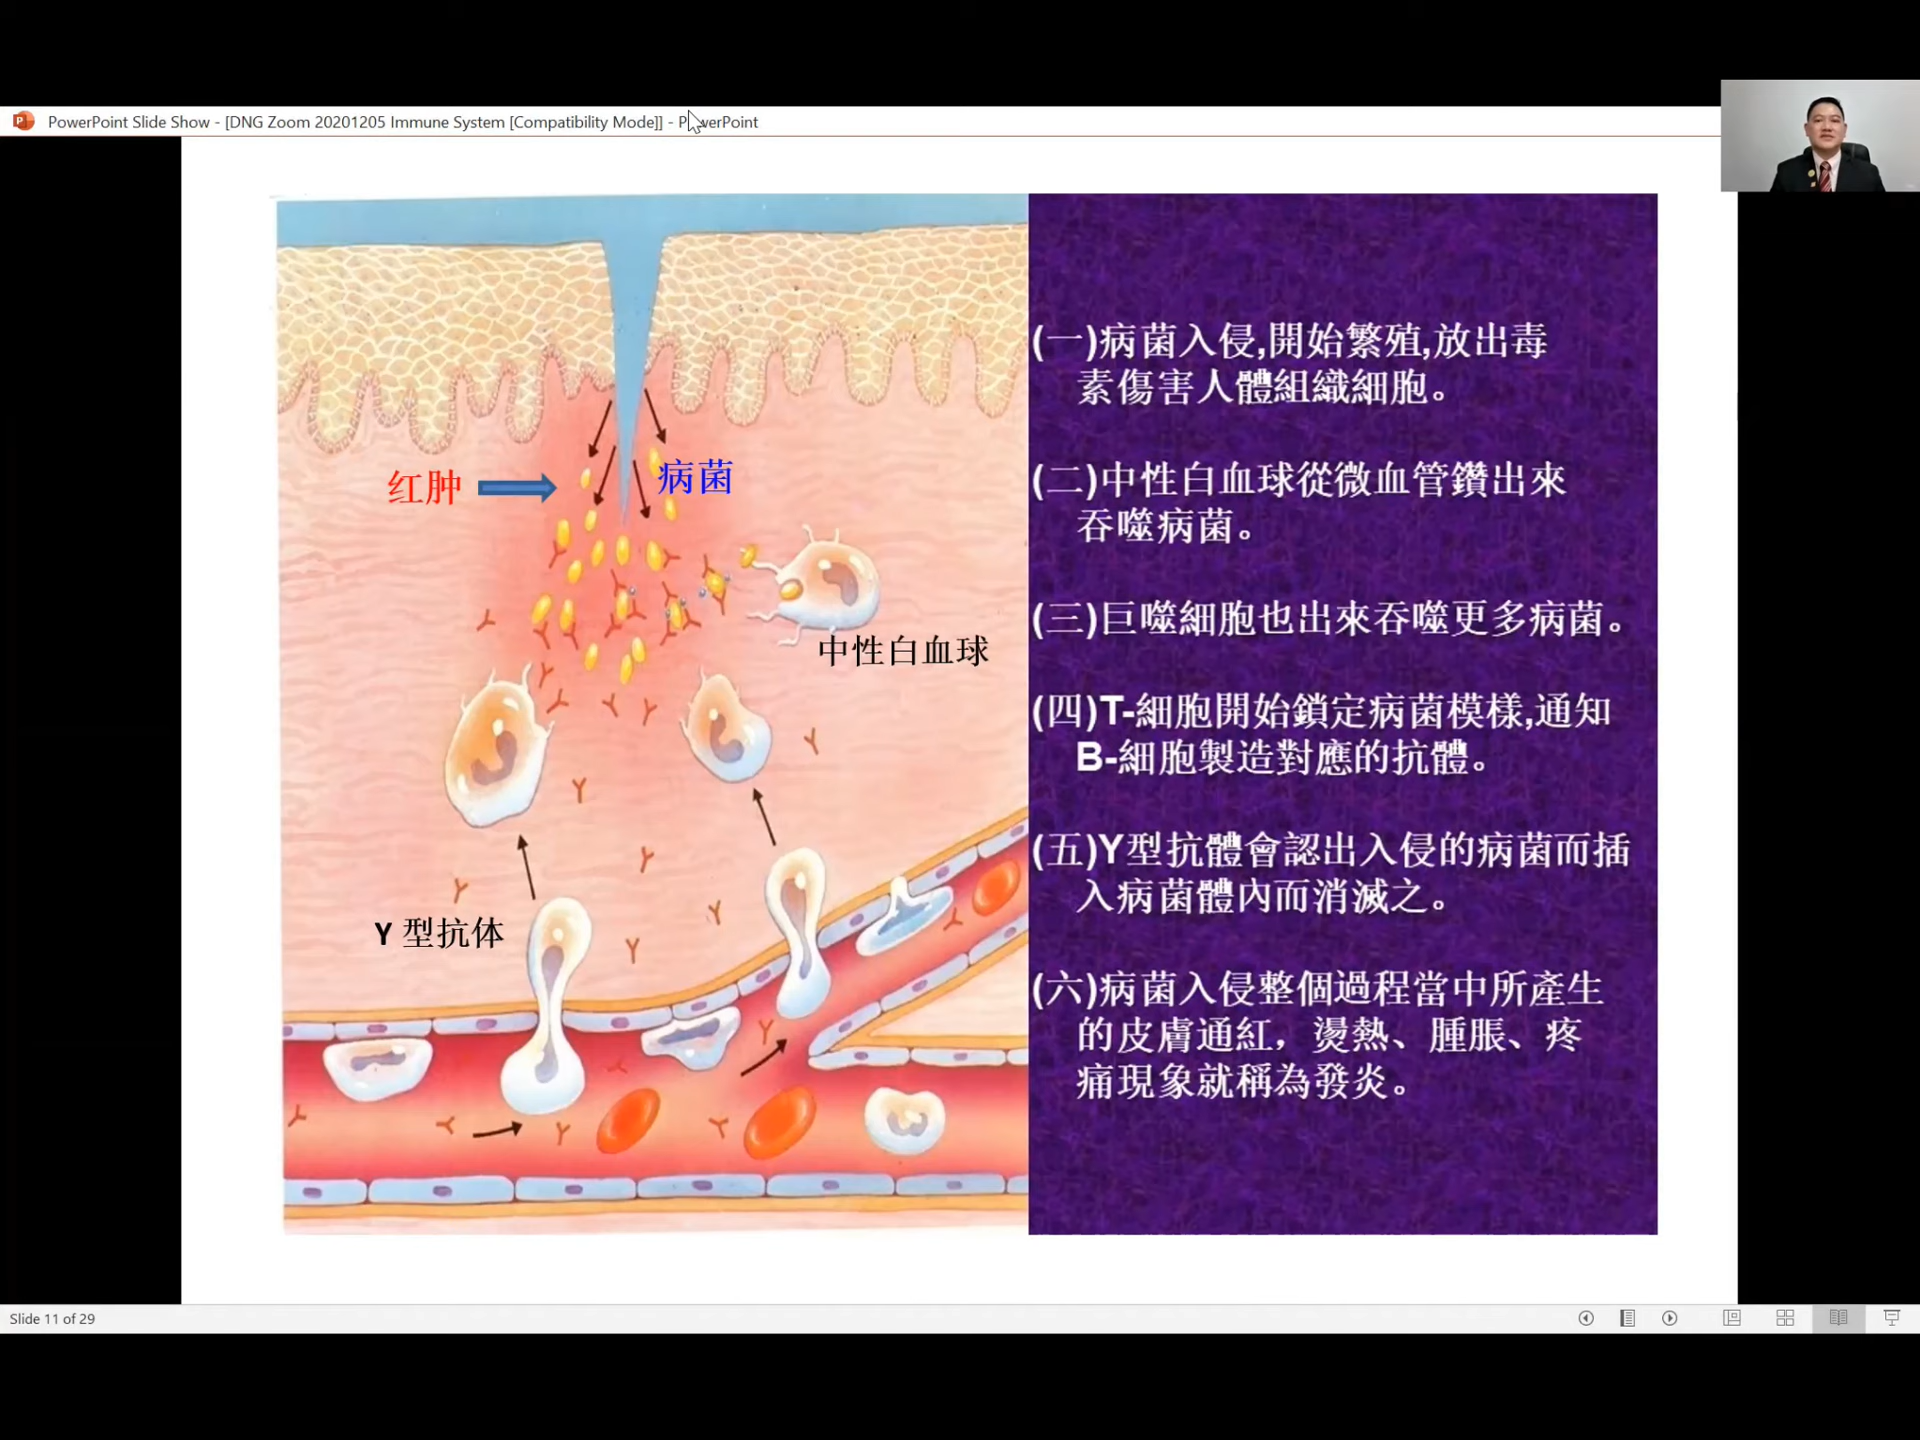 PowerPoint Slide Show - [DNG Zoom 20201205 Immune System [Compatibility Mode]] - PowerPoint
红肿
病菌
中性白血球
Y 型抗体
(一)病菌入侵,開始繁殖,放出毒
素傷害人體組織細胞。
(二)中性白血球從微血管鑽出來
吞噬病菌。
(三)巨噬細胞也出來吞噬更多病菌。
(四)T-細胞開始鎖定病菌模樣,通知
B-細胞製造對應的抗體。
(五)Y型抗體會認出入侵的病菌而插
入病菌體內而消滅之。
(六)病菌入侵整個過程當中所產生
的皮膚通紅，燙熱、腫脹、疼
痛現象就稱為發炎。
Slide 11 of 29